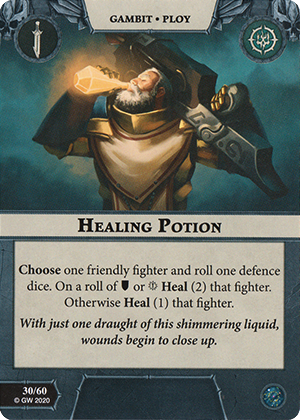 GAMBIT • PLOY
HEALING POTION
Choose one friendly fighter and roll one defence
dice. On a roll of or Heal (2) that fighter.
Otherwise Heal (1) that fighter.
With just one draught of this shimmering liquid,
wounds begin to close up.
30/60
© GW 2020